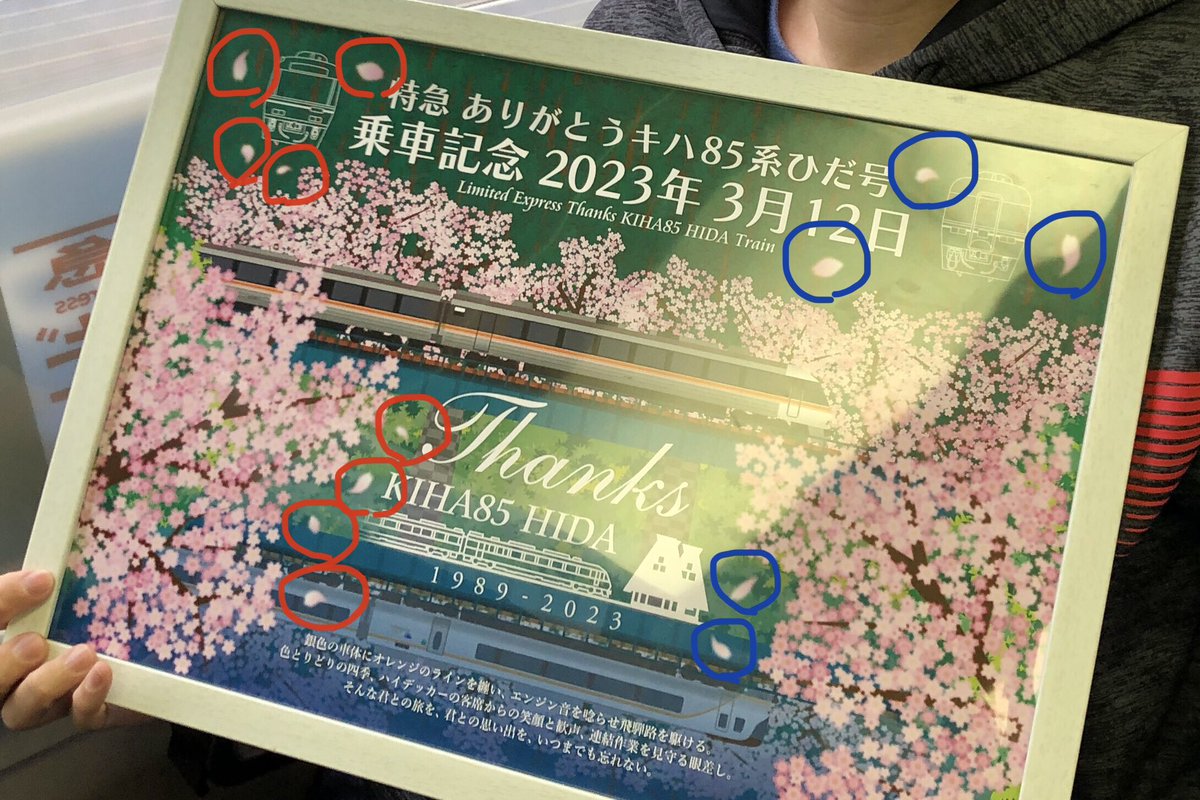 特急 ありがとうキハ85系ひだ号
乗車記念 2023年 3月12日
Limited Express Thanks KIHA85 HIDA Train
Thanks
KIHA85 HIDA
1989-2023
銀色の車体にオレンジのラインを纏い、エンジン音を唸らせ飛騨路を駆ける。
色とりどりの四季、ハイデッカーの客席からの笑顔と歓声、連結作業を見守る眼差し。
そんな君との旅を、君との思い出を、いつまでも忘れない。
急